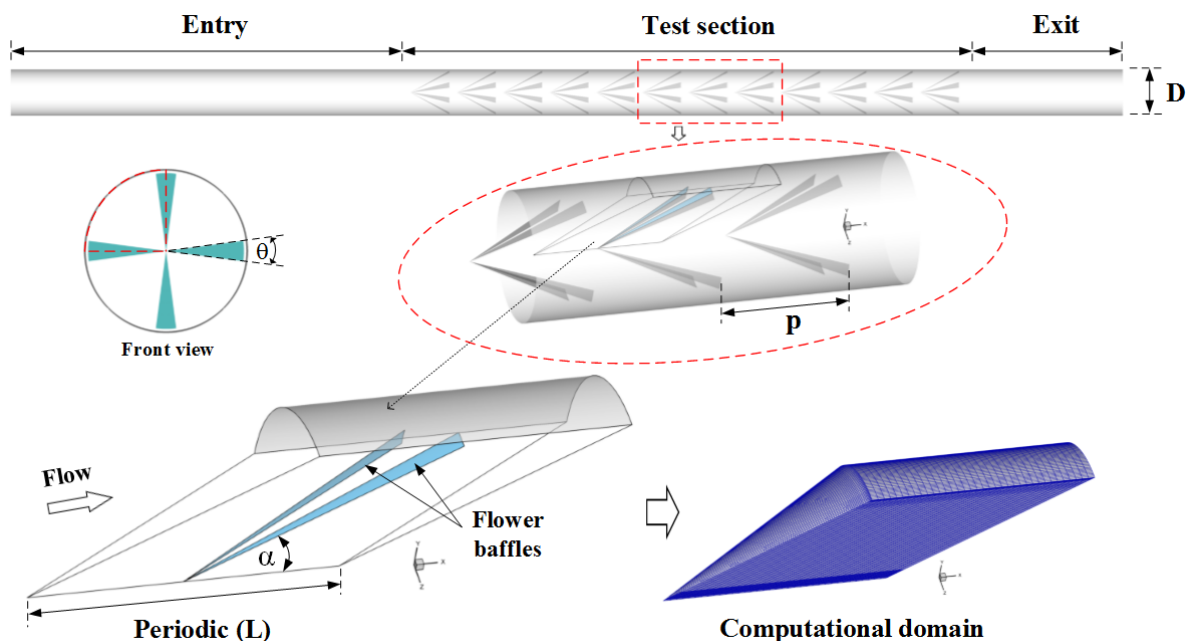 Entry
Test section
Exit
D
θ
Front view
p
Flow
α
Flower
baffles
Periodic (L)
Computational domain